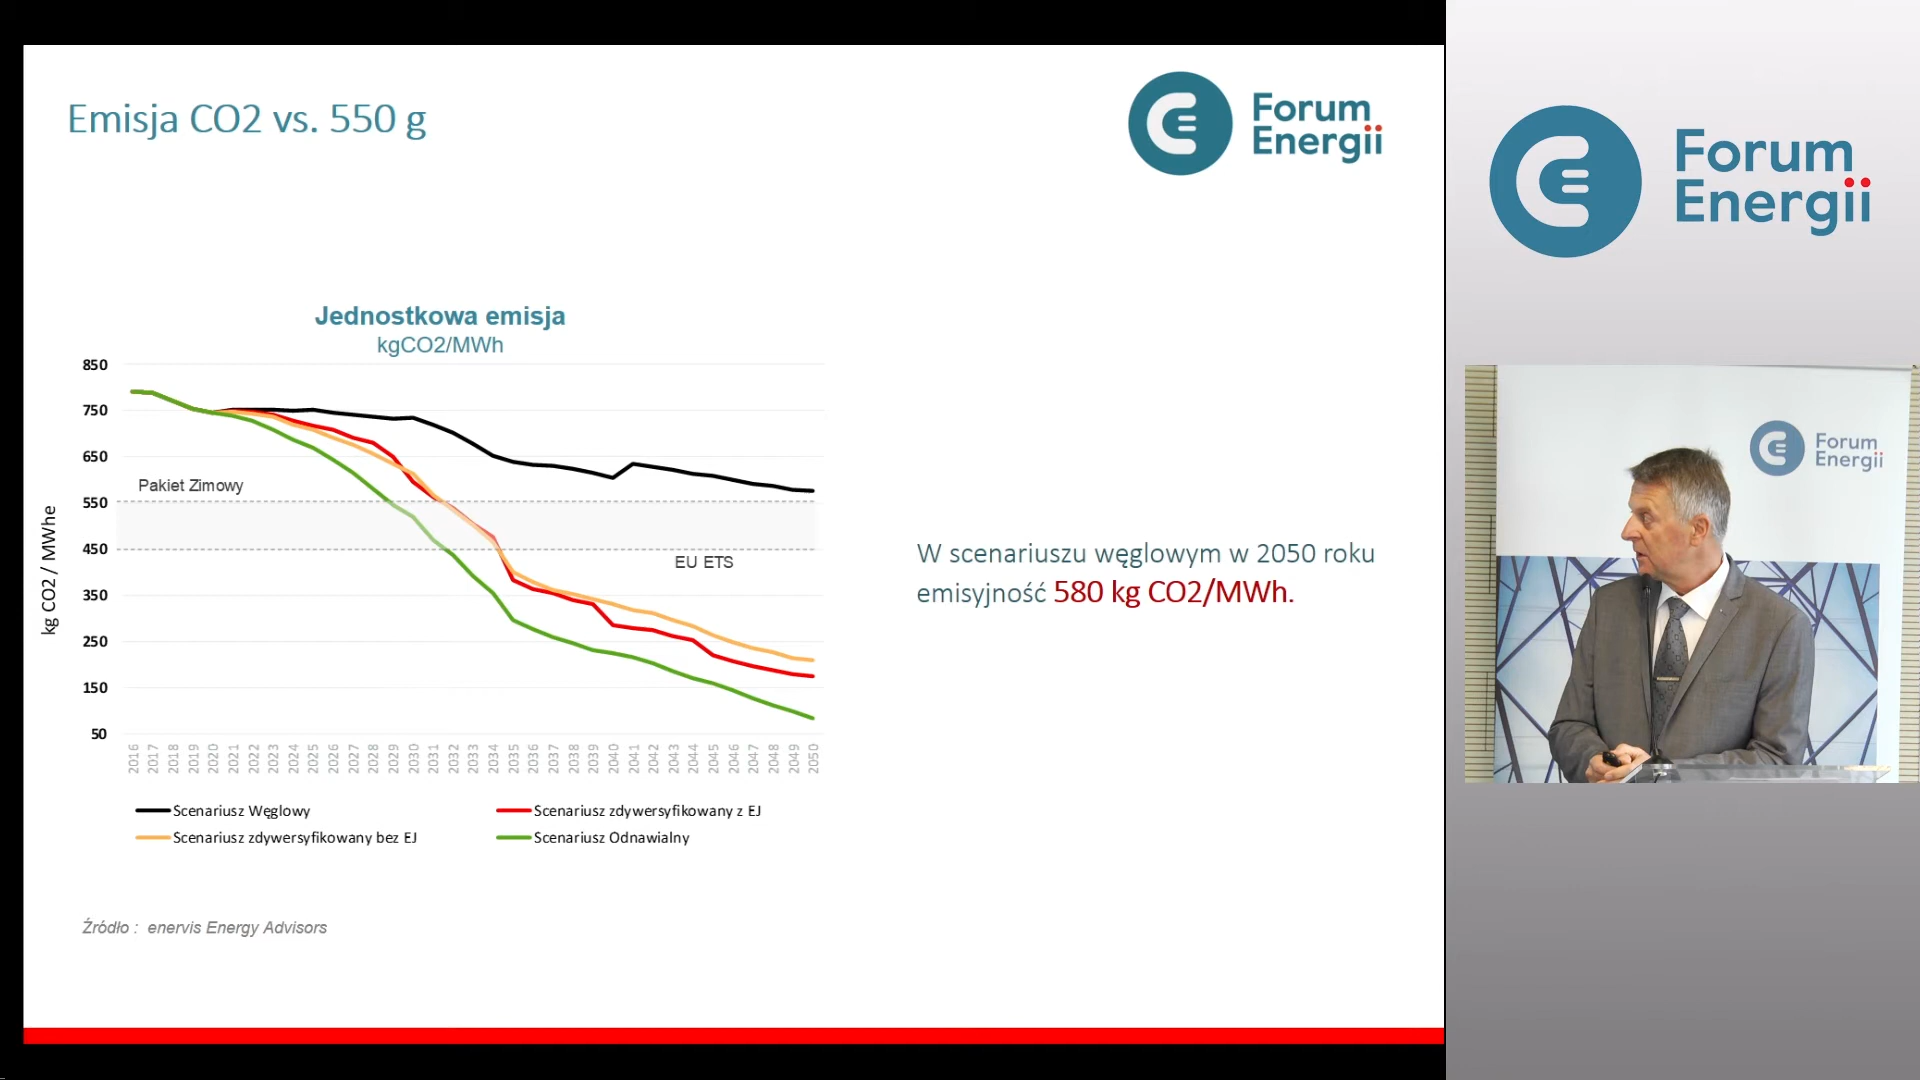 Emisja CO2 vs. 550 g
Forum
Energii
Jednostkowa emisja
kgCO2/MWh
kg CO2 / MWhe
850
750
650
550
450
350
250
150
50
Pakiet Zimowy
EU ETS
2016 2017 2018 2019 2020 2021 2022 2023 2024 2025 2026 2027 2028 2029 2030 2031 2032 2033 2034 2035 2036 2037 2038 2039 2040 2041 2042 2043 2044 2045 2046 2047 2048 2049 2050
Scenariusz Węglowy
Scenariusz zdywersyfikowany z EJ
Scenariusz zdywersyfikowany bez EJ
Scenariusz Odnawialny
Źródło : enervis Energy Advisors
W scenariuszu węglowym w 2050 roku
emisyjność 580 kg CO2/MWh.
Forum
Energii
Forum
Energii